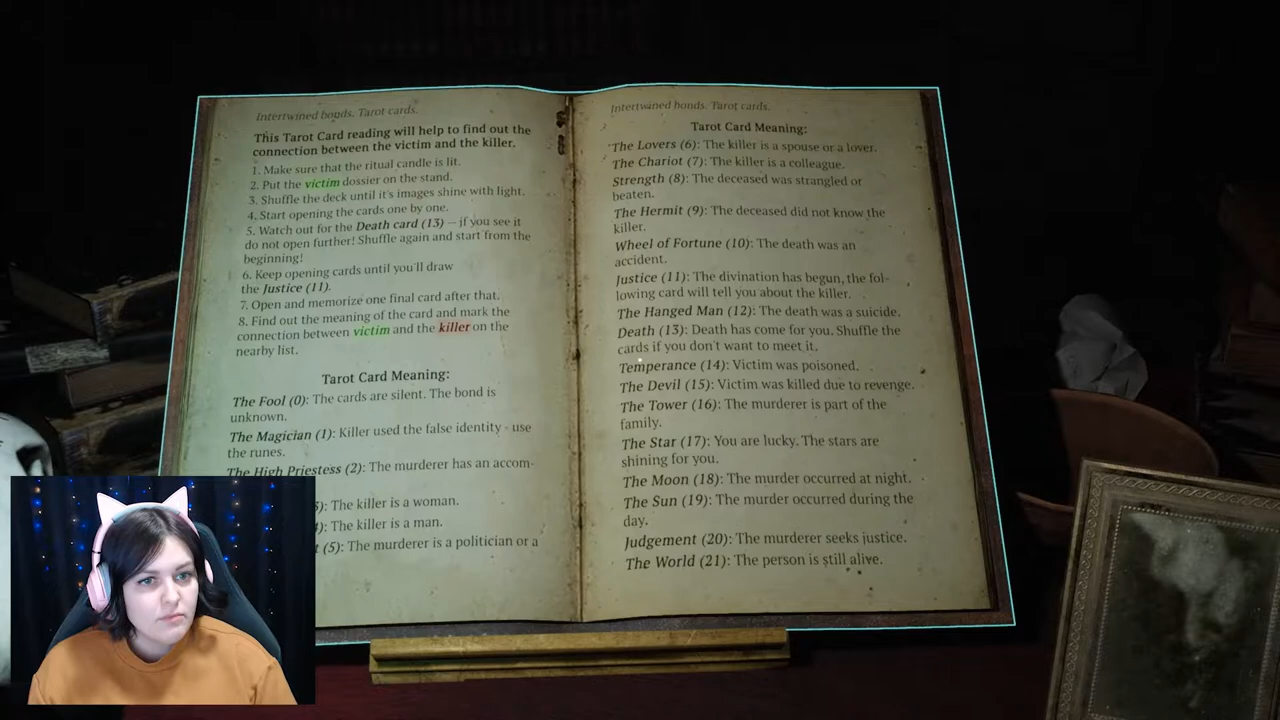 Intertwined bonds. Tarot cards.
This Tarot Card reading will help to find out the
connection between the victim and the killer.
1. Make sure that the ritual candle is lit.
2. Put the victim dossier on the stand.
3. Shuffle the deck until it's images shine with light.
4. Start opening the cards one by one.
5. Watch out for the Death card (13) – if you see it
do not open further! Shuffle again and start from the
beginning!
6. Keep opening cards until you'll draw
the Justice (11).
7. Open and memorize one final card after that.
8. Find out the meaning of the card and mark the
connection between victim and the killer on the
nearby list.
Tarot Card Meaning:
The Fool (0): The cards are silent. The bond is
unknown.
The Magician (1): Killer used the false identity - use
the runes.
The High Priestess (2): The murderer has an accom-
): The killer is a woman.
): The killer is a man.
(5): The murderer is a politician or a
Intertwined bonds. Tarot cards.
Tarot Card Meaning:
The Lovers (6): The killer is a spouse or a lover.
The Chariot (7): The killer is a colleague.
Strength (8): The deceased was strangled or
beaten.
The Hermit (9): The deceased did not know the
killer.
Wheel of Fortune (10): The death was an
accident.
Justice (11): The divination has begun, the fol-
lowing card will tell you about the killer.
The Hanged Man (12): The death was a suicide.
Death (13): Death has come for you. Shuffle the
cards if you don't want to meet it.
Temperance (14): Victim was poisoned.
The Devil (15): Victim was killed due to revenge.
The Tower (16): The murderer is part of the
family.
The Star (17): You are lucky. The stars are
shining for you.
The Moon (18): The murder occurred at night.
The Sun (19): The murder occurred during the
day.
Judgement (20): The murderer seeks justice.
The World (21): The person is still alive.